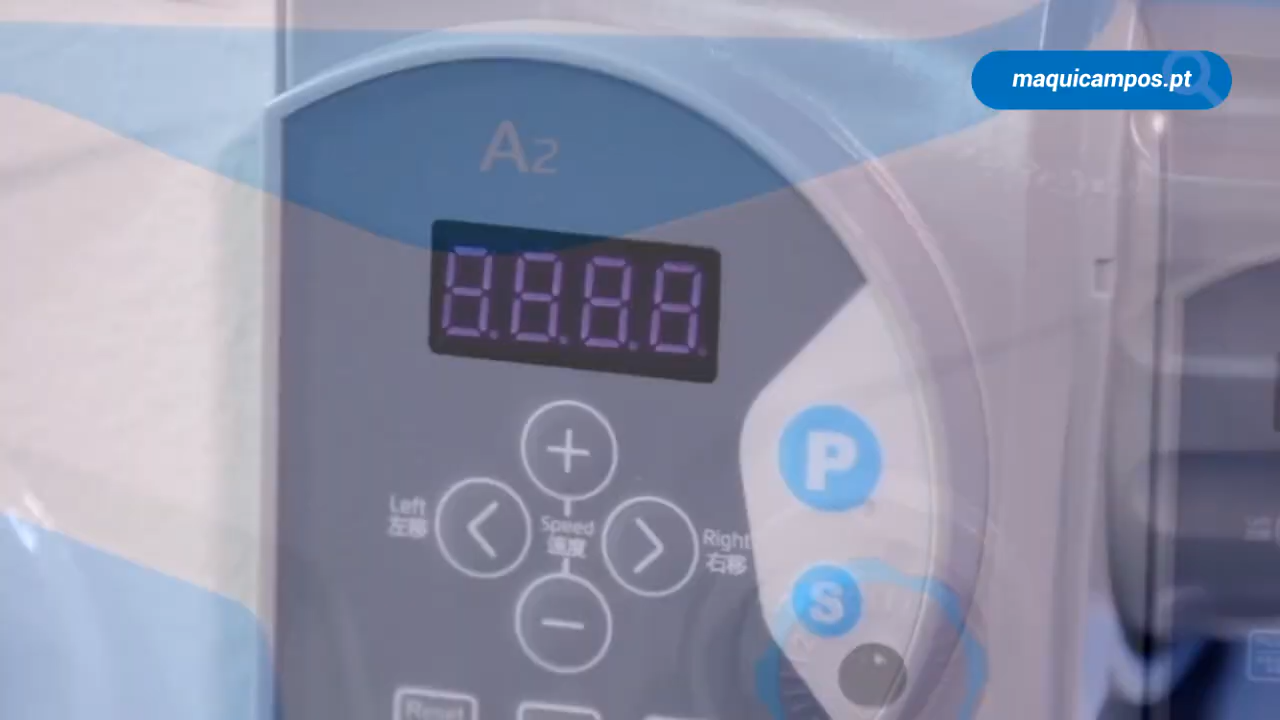 maquicampos.pt
A2
8.8.8.8.
Left
左移
Speed
速度
Right
右移
P
S
Reset